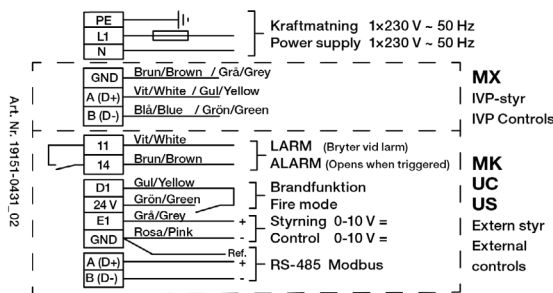 PE
L1
N
Kraftmatning 1×230 V ~ 50 Hz
Power supply 1×230 V ~ 50 Hz
GND Brun/Brown / Grå/Grey
A (D+) Vit/White / Gul/Yellow
B (D-) Blå/Blue / Grön/Green
MX
IVP-styr
IVP Controls
11 Vit/White
14 Brun/Brown
LARM (Bryter vid larm)
ALARM (Opens when triggered)
D1 Gul/Yellow
24 V Grön/Green
Brandfunktion
Fire mode
E1 Grå/Grey +
GND Rosa/Pink -
Styrning 0-10 V =
Control 0-10 V =
Ref.
A (D+) +
B (D-) -
RS-485 Modbus
MK
UC
US
Extern styr
External
controls
Art. Nr. 19151-0431_02